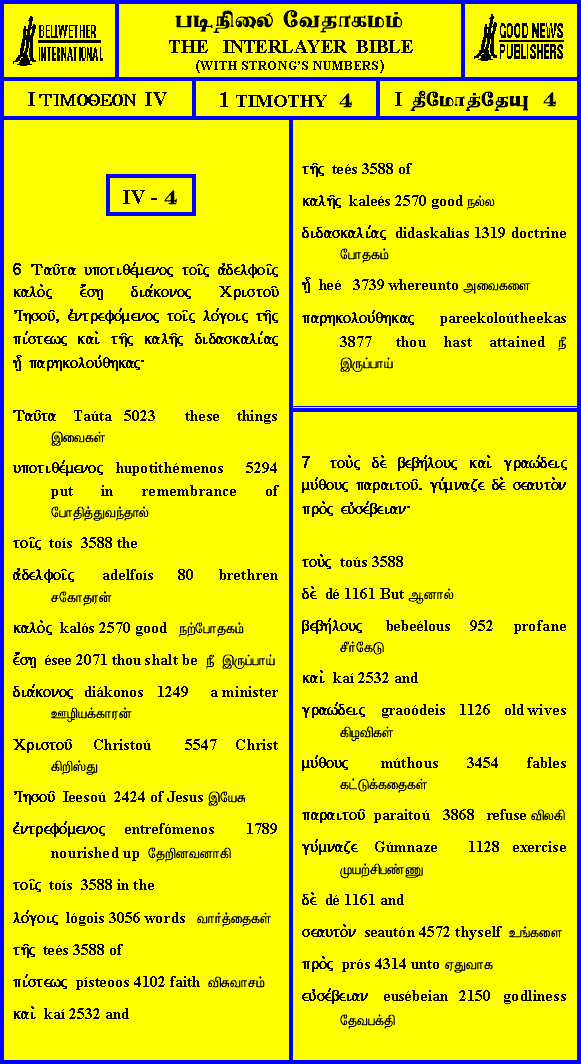 BELLWETHER
INTERNATIONAL
படிநிலை வேதாகமம்
THE INTERLAYER BIBLE
(WITH STRONG'S NUMBERS)
GOOD NEWS
PUBLISHERS
I ΤΙΜΟΘΕΟΝ IV
1 TIMOTHY 4
I தீமோத்தேயு 4
IV - 4
6 Ταῦτα υποτιθέμενος τοῖς ἀδελφοῖς
καλὸς ἔσῃ διάκονος Χριστοῦ
Ἰησοῦ, ἐντρεφόμενος τοῖς λόγοις τῆς
πίστεως καὶ τῆς καλῆς διδασκαλίας
ᾗ παρηκολούθηκας·
Ταῦτα Taúta 5023 these things
இவைகள்
υποτιθέμενος hupotithémenos 5294
put in remembrance of
போதித்துவந்தால்
τοῖς toís 3588 the
ἀδελφοῖς adelfoís 80 brethren
சகோதரன்
καλὸς kalós 2570 good நற்போதகம்
ἔσῃ ésee 2071 thou shalt be நீ இருப்பாய்
διάκονος diákonos 1249 a minister
ஊழியக்காரன்
Χριστοῦ Christoú 5547 Christ
கிறிஸ்து
Ἰησοῦ Ieesoú 2424 of Jesus இயேசு
ἐντρεφόμενος entrefómenos 1789
nourished up தேறினவனாகி
τοῖς toís 3588 in the
λόγοις lógois 3056 words வார்த்தைகள்
τῆς teés 3588 of
πίστεως písteoos 4102 faith விசுவாசம்
καὶ kaí 2532 and
τῆς teés 3588 of
καλῆς kaleés 2570 good நல்ல
διδασκαλίας didaskalías 1319 doctrine
போதகம்
ᾗ heé 3739 whereunto அவைகளை
παρηκολούθηκας pareekoloútheekas
3877 thou hast attained நீ
இருப்பாய்
7 τοὺς δὲ βεβήλους καὶ γραώδεις
μύθους παραιτοῦ. γύμναζε δὲ σεαυτὸν
πρὸς εὐσέβειαν·
τοὺς toús 3588
δὲ dé 1161 But ஆனால்
βεβήλους bebeélous 952 profane
சீர்கேடு
καὶ kaí 2532 and
γραώδεις graoódeis 1126 old wives
கிழவிகள்
μύθους múthous 3454 fables
கட்டுக்கதைகள்
παραιτοῦ paraitoú 3868 refuse விலகி
γύμναζε Gúmnaze 1128 exercise
முயற்சிபண்ணு
δὲ dé 1161 and
σεαυτὸν seautón 4572 thyself உங்களை
πρὸς prós 4314 unto ஏதுவாக
εὐσέβειαν eusébeian 2150 godliness
தேவபக்தி